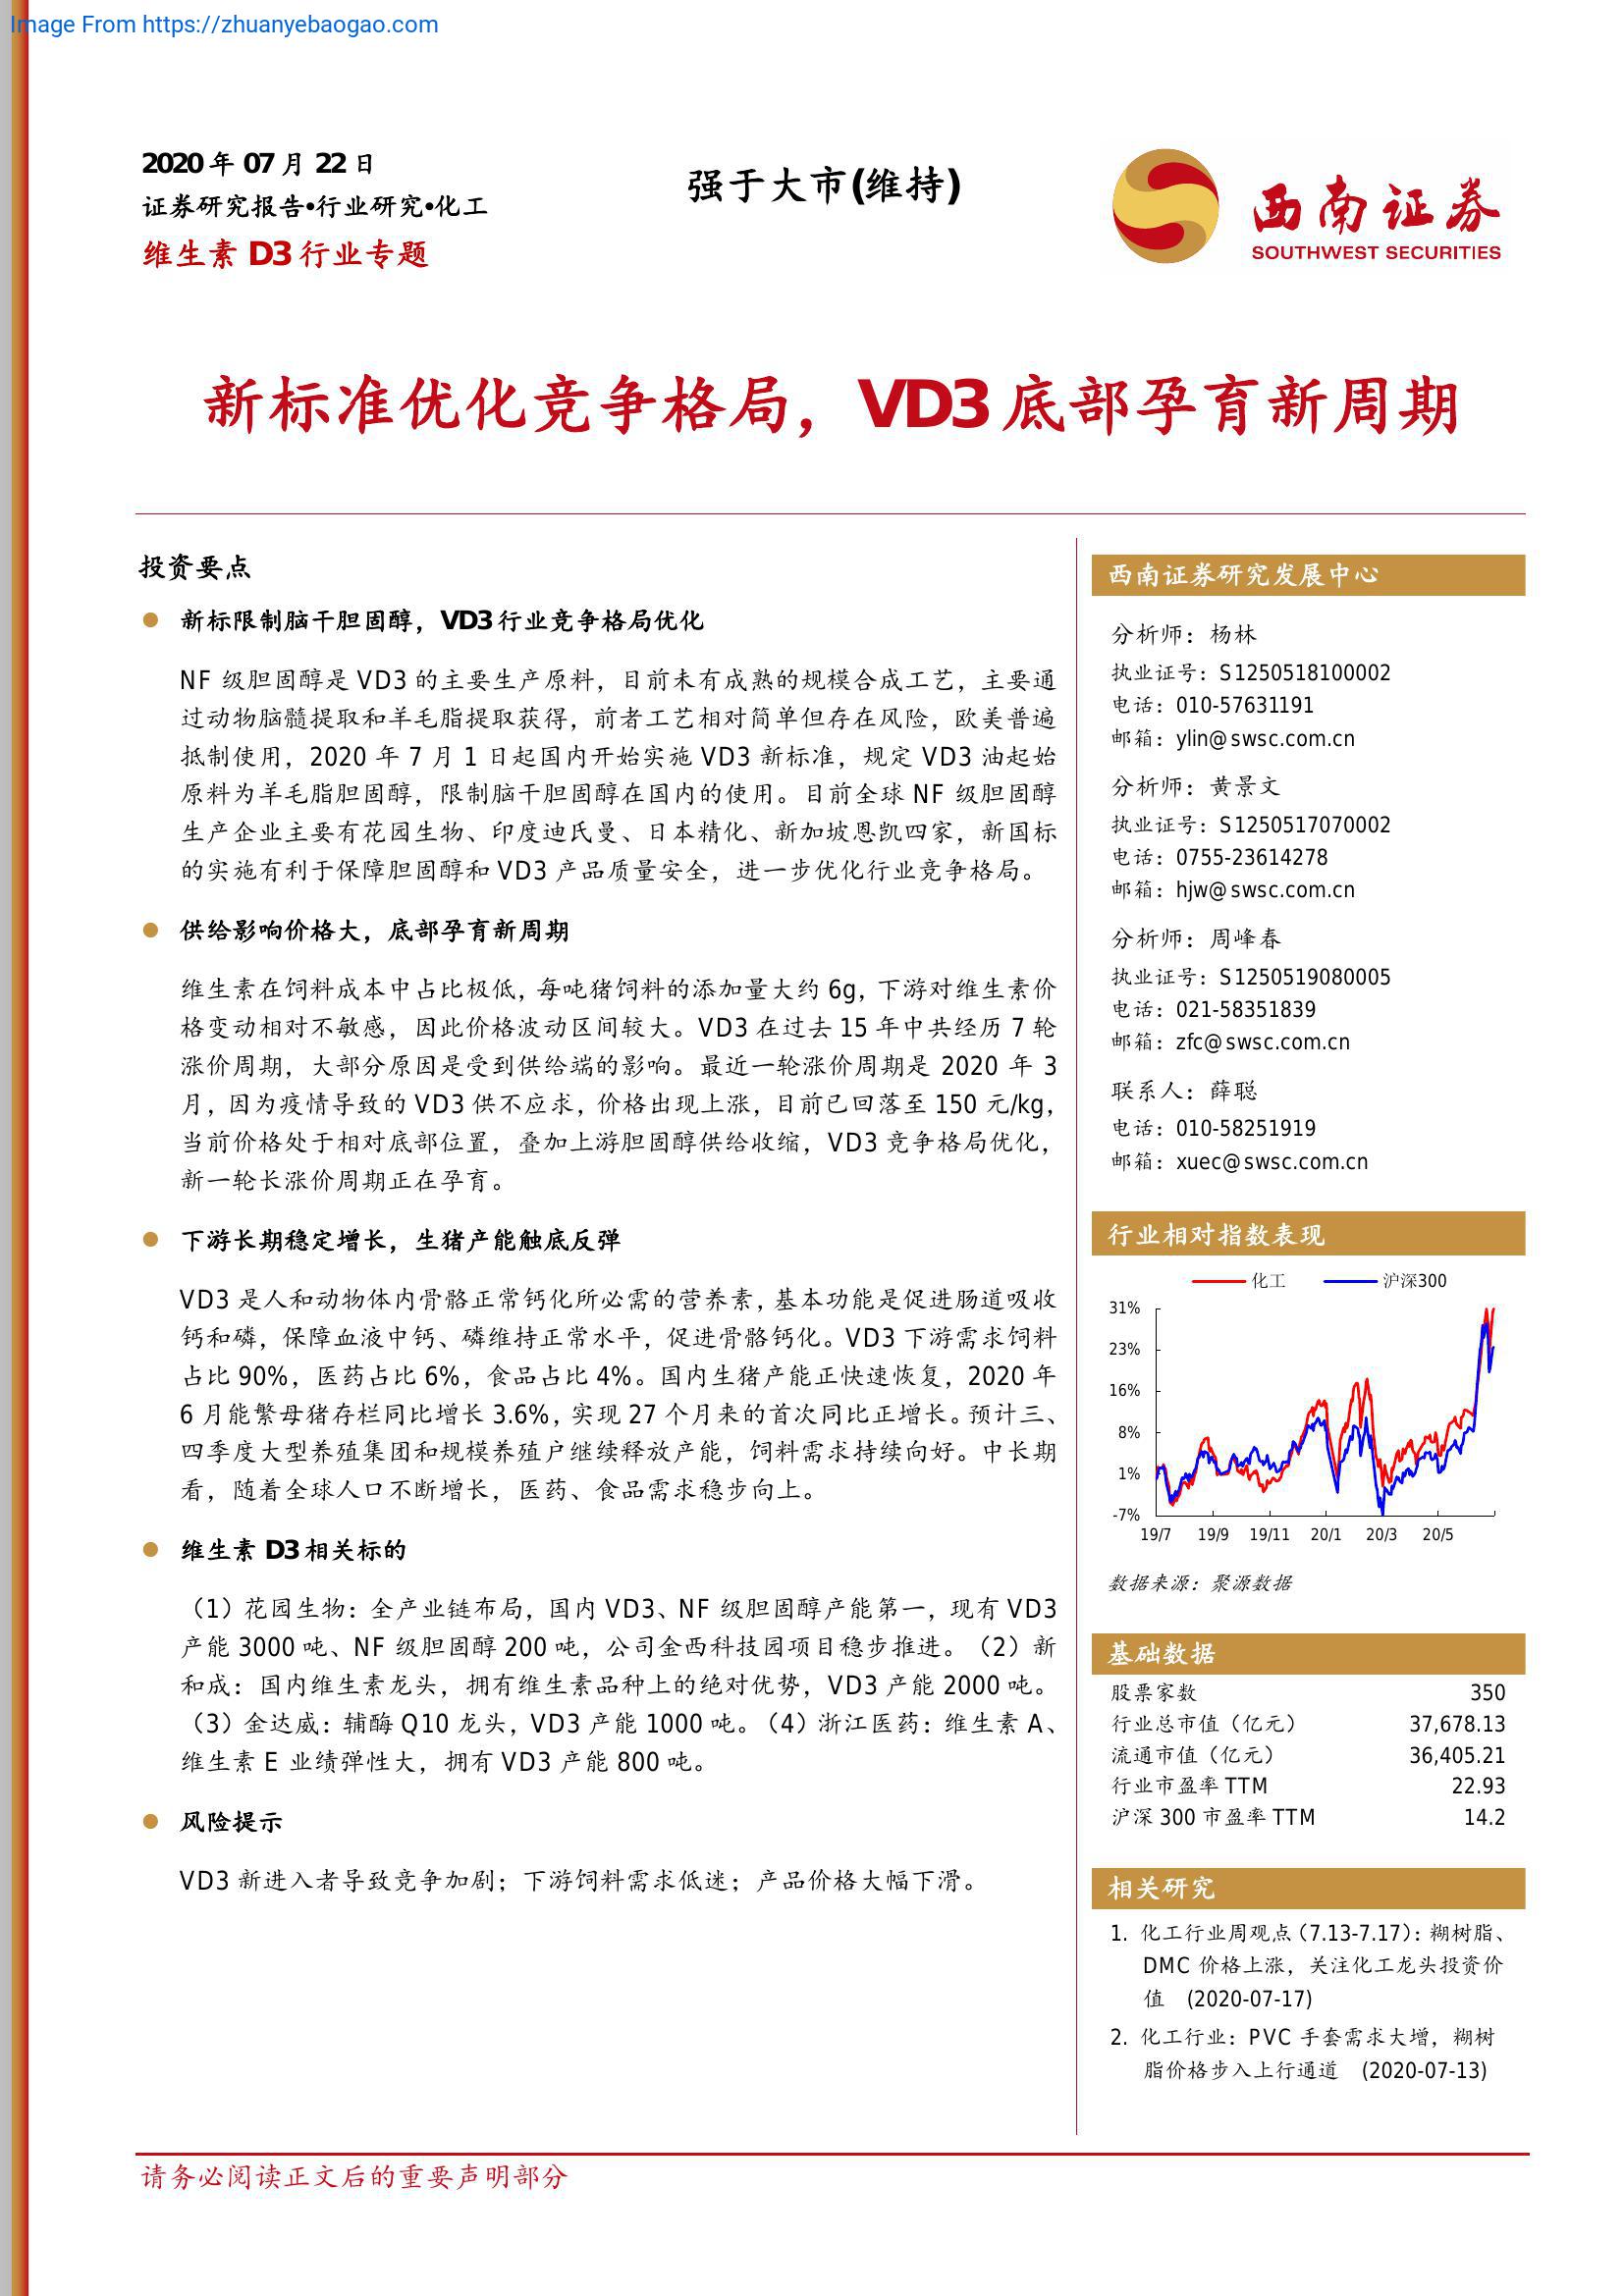 Image From https://zhuanyebaogao.com
2020 年 07 月 22 日
证券研究报告•行业研究•化工
维生素 D3 行业专题
强于大市(维持)
西南证券
SOUTHWEST SECURITIES
新标准优化竞争格局，VD3 底部孕育新周期
投资要点
新标限制脑干胆固醇，VD3 行业竞争格局优化
NF 级胆固醇是 VD3 的主要生产原料，目前未有成熟的规模合成工艺，主要通
过动物脑髓提取和羊毛脂提取获得，前者工艺相对简单但存在风险，欧美普遍
抵制使用，2020 年 7 月 1 日起国内开始实施 VD3 新标准，规定 VD3 油起始
原料为羊毛脂胆固醇，限制脑干胆固醇在国内的使用。目前全球 NF 级胆固醇
生产企业主要有花园生物、印度迪氏曼、日本精化、新加坡恩凯四家，新国标
的实施有利于保障胆固醇和 VD3 产品质量安全，进一步优化行业竞争格局。
供给影响价格大，底部孕育新周期
维生素在饲料成本中占比极低，每吨猪饲料的添加量大约 6g，下游对维生素价
格变动相对不敏感，因此价格波动区间较大。VD3 在过去 15 年中共经历 7 轮
涨价周期，大部分原因是受到供给端的影响。最近一轮涨价周期是 2020 年 3
月，因为疫情导致的 VD3 供不应求，价格出现上涨，目前已回落至 150 元/kg，
当前价格处于相对底部位置，叠加上游胆固醇供给收缩，VD3 竞争格局优化，
新一轮长涨价周期正在孕育。
下游长期稳定增长，生猪产能触底反弹
VD3 是人和动物体内骨骼正常钙化所必需的营养素，基本功能是促进肠道吸收
钙和磷，保障血液中钙、磷维持正常水平，促进骨骼钙化。VD3 下游需求饲料
占比 90%，医药占比 6%，食品占比 4%。国内生猪产能正快速恢复，2020 年
6 月能繁母猪存栏同比增长 3.6%，实现 27 个月来的首次同比正增长。预计三、
四季度大型养殖集团和规模养殖户继续释放产能，饲料需求持续向好。中长期
看，随着全球人口不断增长，医药、食品需求稳步向上。
维生素 D3 相关标的
（1）花园生物：全产业链布局，国内 VD3、NF 级胆固醇产能第一，现有 VD3
产能 3000 吨、NF 级胆固醇 200 吨，公司金西科技园项目稳步推进。（2）新
和成：国内维生素龙头，拥有维生素品种上的绝对优势，VD3 产能 2000 吨。
（3）金达威：辅酶 Q10 龙头，VD3 产能 1000 吨。（4）浙江医药：维生素 A、
维生素 E 业绩弹性大，拥有 VD3 产能 800 吨。
风险提示
VD3 新进入者导致竞争加剧；下游饲料需求低迷；产品价格大幅下滑。
西南证券研究发展中心
分析师：杨林
执业证号：S1250518100002
电话：010-57631191
邮箱：ylin@swsc.com.cn
分析师：黄景文
执业证号：S1250517070002
电话：0755-23614278
邮箱：hjw@swsc.com.cn
分析师：周峰春
执业证号：S1250519080005
电话：021-58351839
邮箱：zfc@swsc.com.cn
联系人：薛聪
电话：010-58251919
邮箱：xuec@swsc.com.cn
行业相对指数表现
化工 沪深300
31%
23%
16%
8%
1%
-7%
19/7 19/9 19/11 20/1 20/3 20/5
数据来源：聚源数据
基础数据
股票家数 350
行业总市值（亿元） 37,678.13
流通市值（亿元） 36,405.21
行业市盈率 TTM 22.93
沪深 300 市盈率 TTM 14.2
相关研究
1. 化工行业周观点（7.13-7.17）：糊树脂、
DMC 价格上涨，关注化工龙头投资价
值 (2020-07-17)
2. 化工行业：PVC 手套需求大增，糊树
脂价格步入上行通道 (2020-07-13)
请务必阅读正文后的重要声明部分